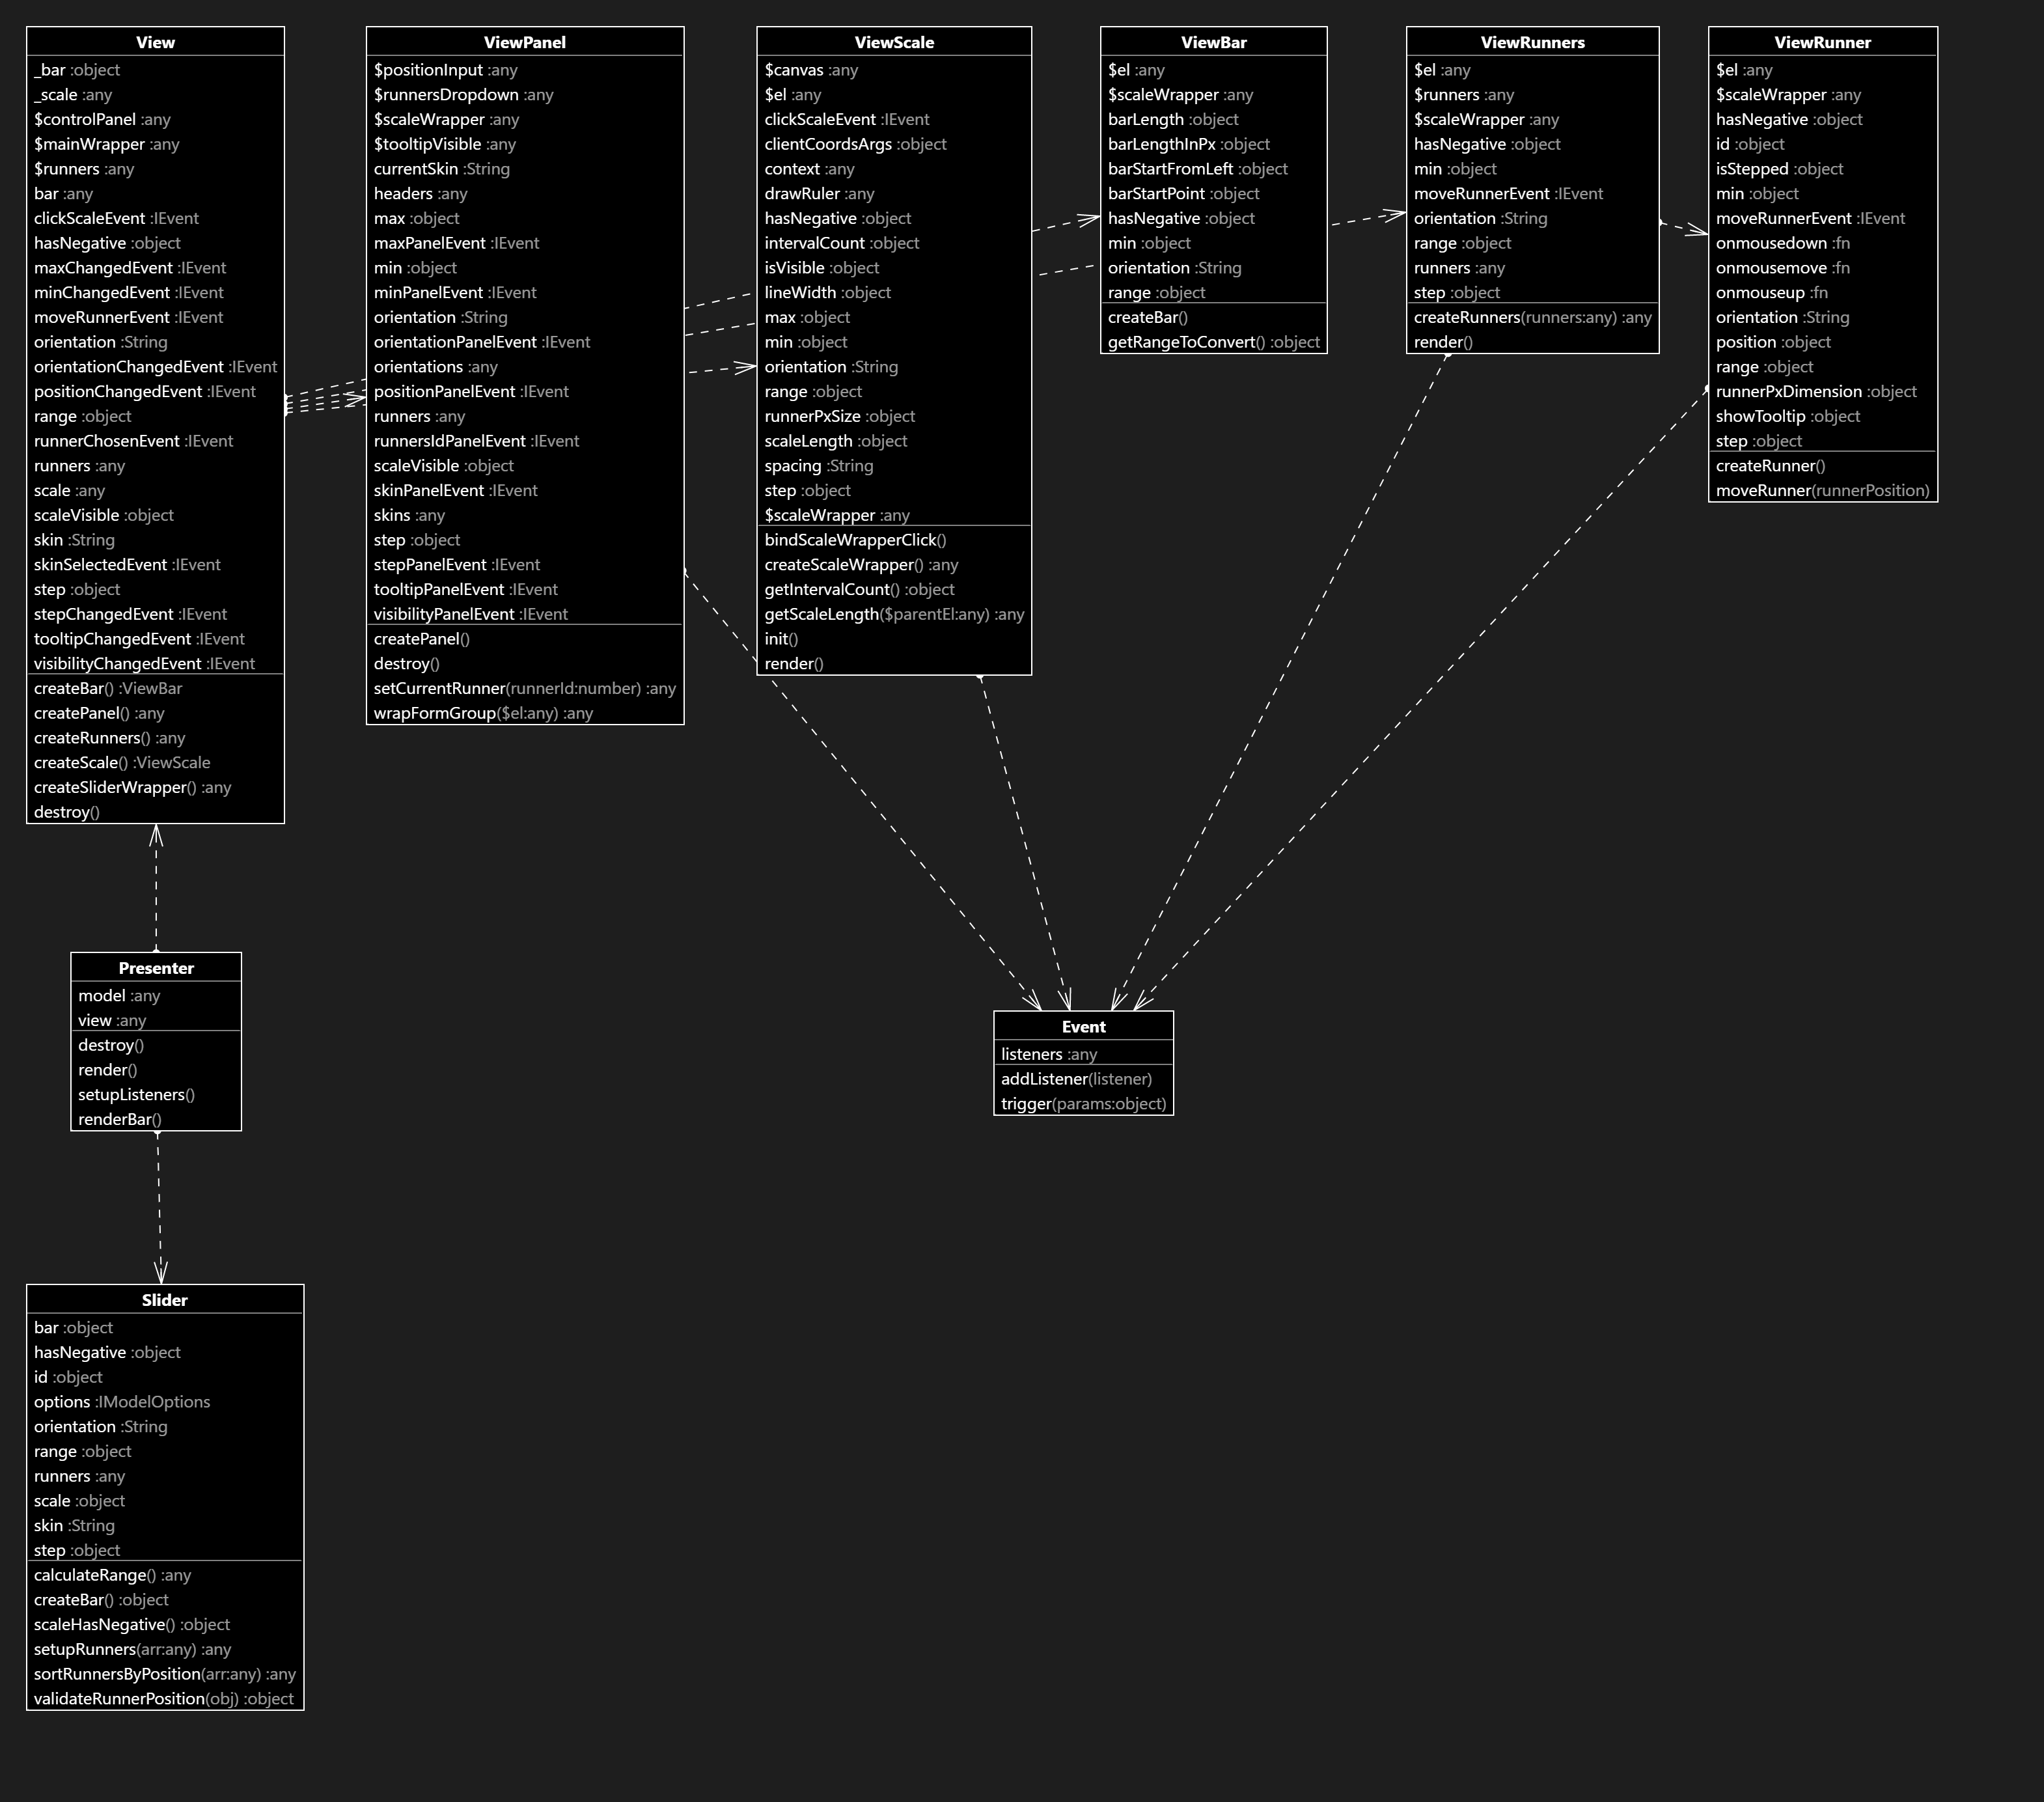 View
_bar :object
_scale :any
$controlPanel :any
$mainWrapper :any
$runners :any
bar :any
clickScaleEvent :IEvent
hasNegative :object
maxChangedEvent :IEvent
minChangedEvent :IEvent
moveRunnerEvent :IEvent
orientation :String
orientationChangedEvent :IEvent
positionChangedEvent :IEvent
range :object
runnerChosenEvent :IEvent
runners :any
scale :any
scaleVisible :object
skin :String
skinSelectedEvent :IEvent
step :object
stepChangedEvent :IEvent
tooltipChangedEvent :IEvent
visibilityChangedEvent :IEvent
createBar() :ViewBar
createPanel() :any
createRunners() :any
createScale() :ViewScale
createSliderWrapper() :any
destroy()
ViewPanel
$positionInput :any
$runnersDropdown :any
$scaleWrapper :any
$tooltipVisible :any
currentSkin :String
headers :any
max :object
maxPanelEvent :IEvent
min :object
minPanelEvent :IEvent
orientation :String
orientationPanelEvent :IEvent
orientations :any
positionPanelEvent :IEvent
runners :any
runnersIdPanelEvent :IEvent
scaleVisible :object
skinPanelEvent :IEvent
skins :any
step :object
stepPanelEvent :IEvent
tooltipPanelEvent :IEvent
visibilityPanelEvent :IEvent
createPanel()
destroy()
setCurrentRunner(runnerId:number) :any
wrapFormGroup($el:any) :any
ViewScale
$canvas :any
$el :any
clickScaleEvent :IEvent
clientCoordsArgs :object
context :any
drawRuler :any
hasNegative :object
intervalCount :object
isVisible :object
lineWidth :object
max :object
min :object
orientation :String
range :object
runnerPxSize :object
scaleLength :object
spacing :String
step :object
$scaleWrapper :any
bindScaleWrapperClick()
createScaleWrapper() :any
getIntervalCount() :object
getScaleLength($parentEl:any) :any
init()
render()
ViewBar
$el :any
$scaleWrapper :any
barLength :object
barLengthInPx :object
barStartFromLeft :object
barStartPoint :object
hasNegative :object
min :object
orientation :String
range :object
createBar()
getRangeToConvert() :object
ViewRunners
$el :any
$runners :any
$scaleWrapper :any
hasNegative :object
min :object
moveRunnerEvent :IEvent
orientation :String
range :object
runners :any
step :object
createRunners(runners:any) :any
render()
ViewRunner
$el :any
$scaleWrapper :any
hasNegative :object
id :object
isStepped :object
min :object
moveRunnerEvent :IEvent
onmousedown :fn
onmousemove :fn
onmouseup :fn
orientation :String
position :object
range :object
runnerPxDimension :object
showTooltip :object
step :object
createRunner()
moveRunner(runnerPosition)
Presenter
model :any
view :any
destroy()
render()
setupListeners()
renderBar()
Event
listeners :any
addListener(listener)
trigger(params:object)
Slider
bar :object
hasNegative :object
id :object
options :IModelOptions
orientation :String
range :object
runners :any
scale :object
skin :String
step :object
calculateRange() :any
createBar() :object
scaleHasNegative() :object
setupRunners(arr:any) :any
sortRunnersByPosition(arr:any) :any
validateRunnerPosition(obj) :object